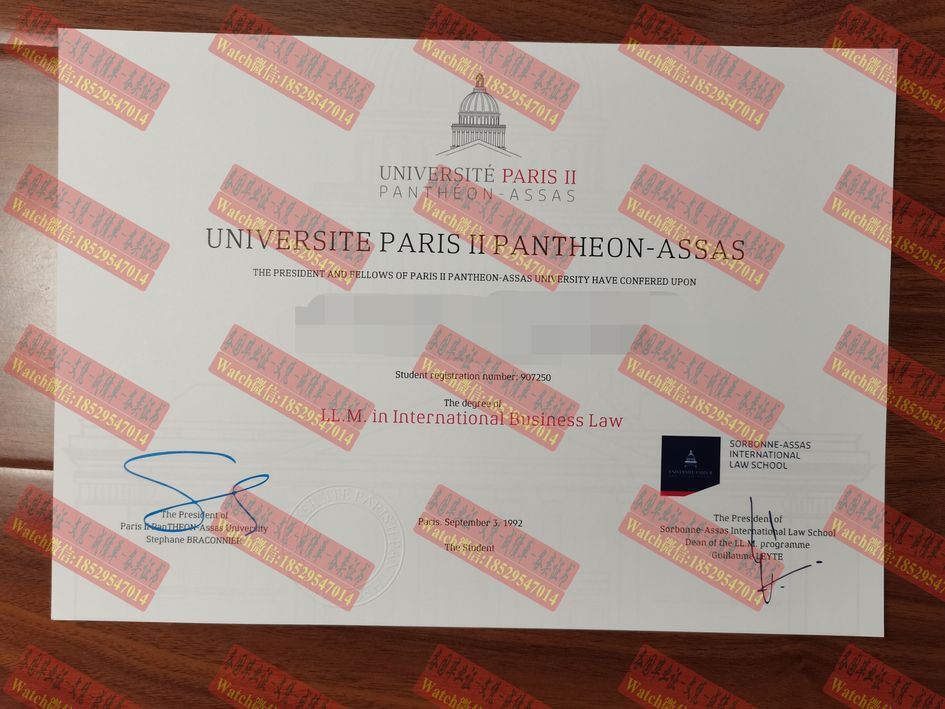 UNIVERSITÉ PARIS II
PANTHÉON-ASSAS
UNIVERSITE PARIS II PANTHEON-ASSAS
THE PRESIDENT AND FELLOWS OF PARIS II PANTHEON-ASSAS UNIVERSITY HAVE CONFERED UPON
Student registration number: 907250
The degree of
LL.M. in International Business Law
SORBONNE-ASSAS
INTERNATIONAL
LAW SCHOOL
The President of
Paris II PanTHEON-Assas University
Stephane BRACONNIER
Paris. September 3, 1992
The Student
The President of
Sorbonne-Assas International Law School
Dean of the LL.M. programme
Guillaume LEYTE
Watch微信:18529547014